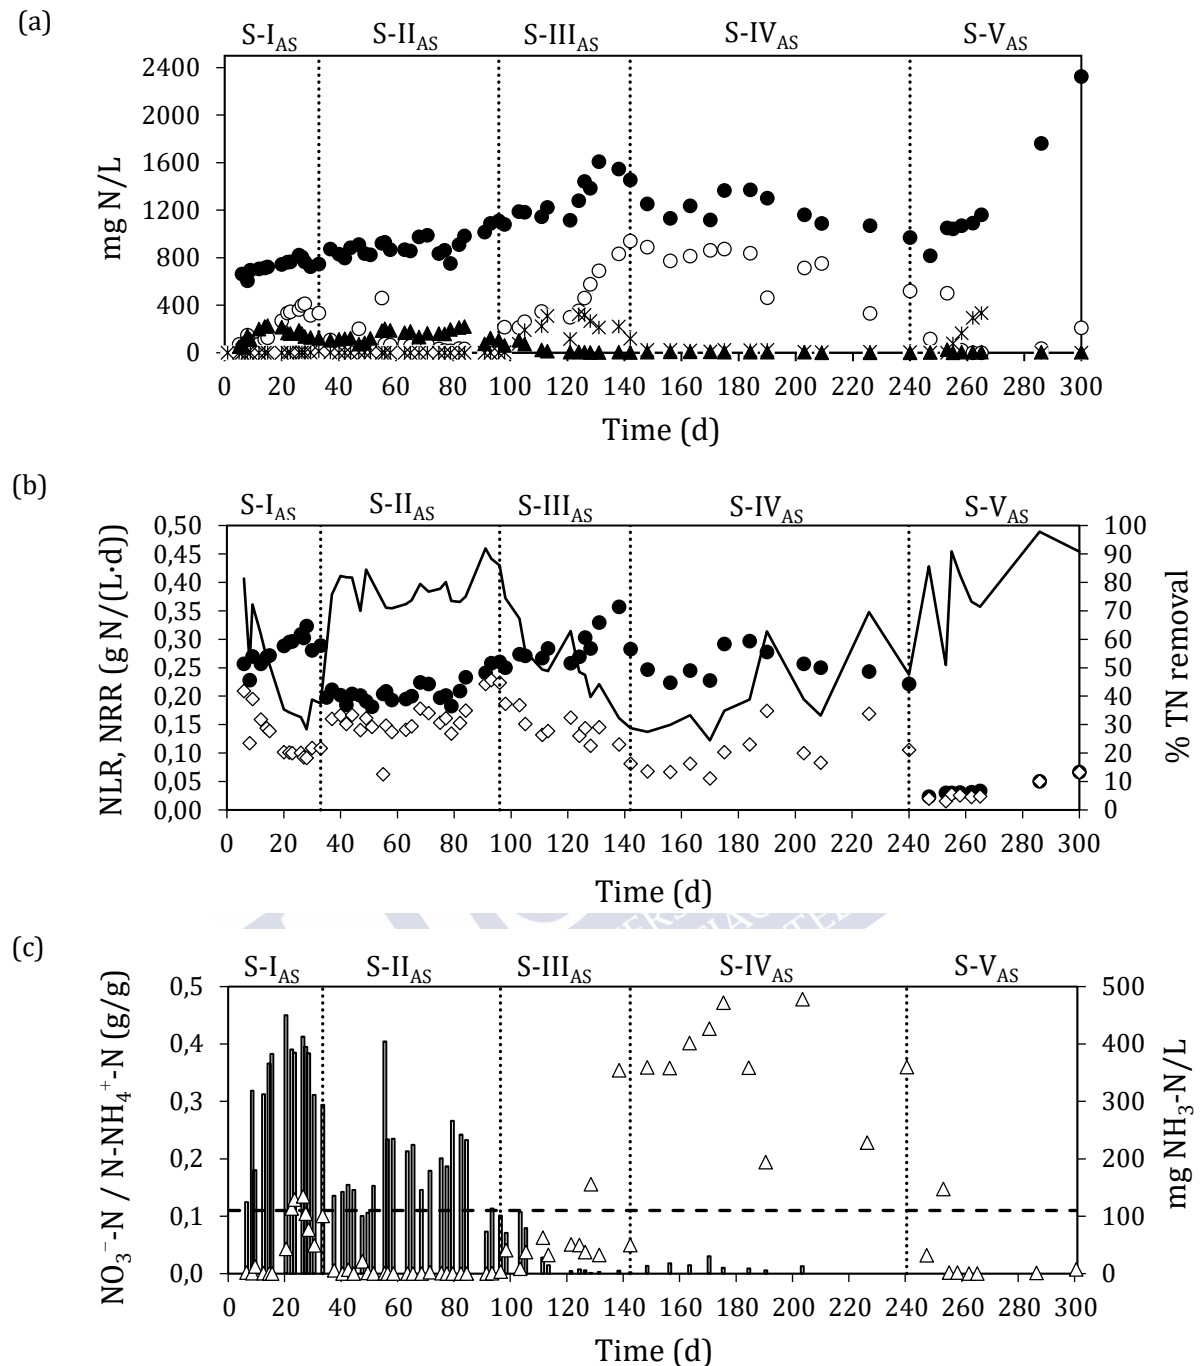 (a)
S-I_AS S-II_AS S-III_AS S-IV_AS S-V_AS
mg N/L
2400
2000
1600
1200
800
400
0
0 20 40 60 80 100 120 140 160 180 200 220 240 260 280 300
Time (d)
(b)
S-I_AS S-II_AS S-III_AS S-IV_AS S-V_AS
NLR, NRR (g N/(L·d))
0,50
0,45
0,40
0,35
0,30
0,25
0,20
0,15
0,10
0,05
0,00
100
90
80
70
60
50
40
30
20
10
0
% TN removal
0 20 40 60 80 100 120 140 160 180 200 220 240 260 280 300
Time (d)
(c)
S-I_AS S-II_AS S-III_AS S-IV_AS S-V_AS
NO₃⁻-N / N-NH₄⁺-N (g/g)
0,5
0,4
0,3
0,2
0,1
0,0
500
400
300
200
100
0
mg NH₃-N/L
0 20 40 60 80 100 120 140 160 180 200 220 240 260 280 300
Time (d)